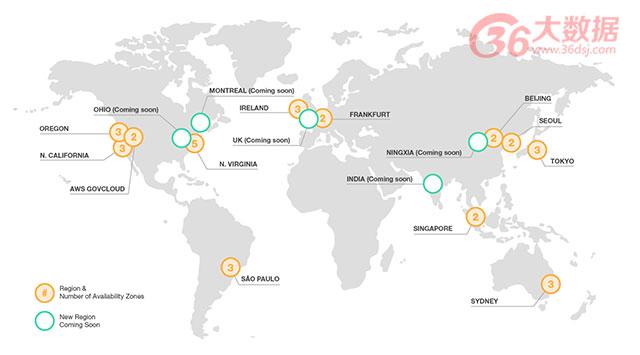 36大数据
www.36dsj.com
MONTREAL (Coming soon)
OHIO (Coming soon)
IRELAND
BEIJING
OREGON
3
2
3
5
3
2
FRANKFURT
SEOUL
UK (Coming soon)
2
2
3
N. CALIFORNIA
N. VIRGINIA
NINGXIA (Coming soon)
TOKYO
AWS GOVCLOUD
INDIA (Coming soon)
2
SINGAPORE
3
SÃO PAULO
3
SYDNEY
# Region &
Number of Availability Zones
New Region
Coming Soon